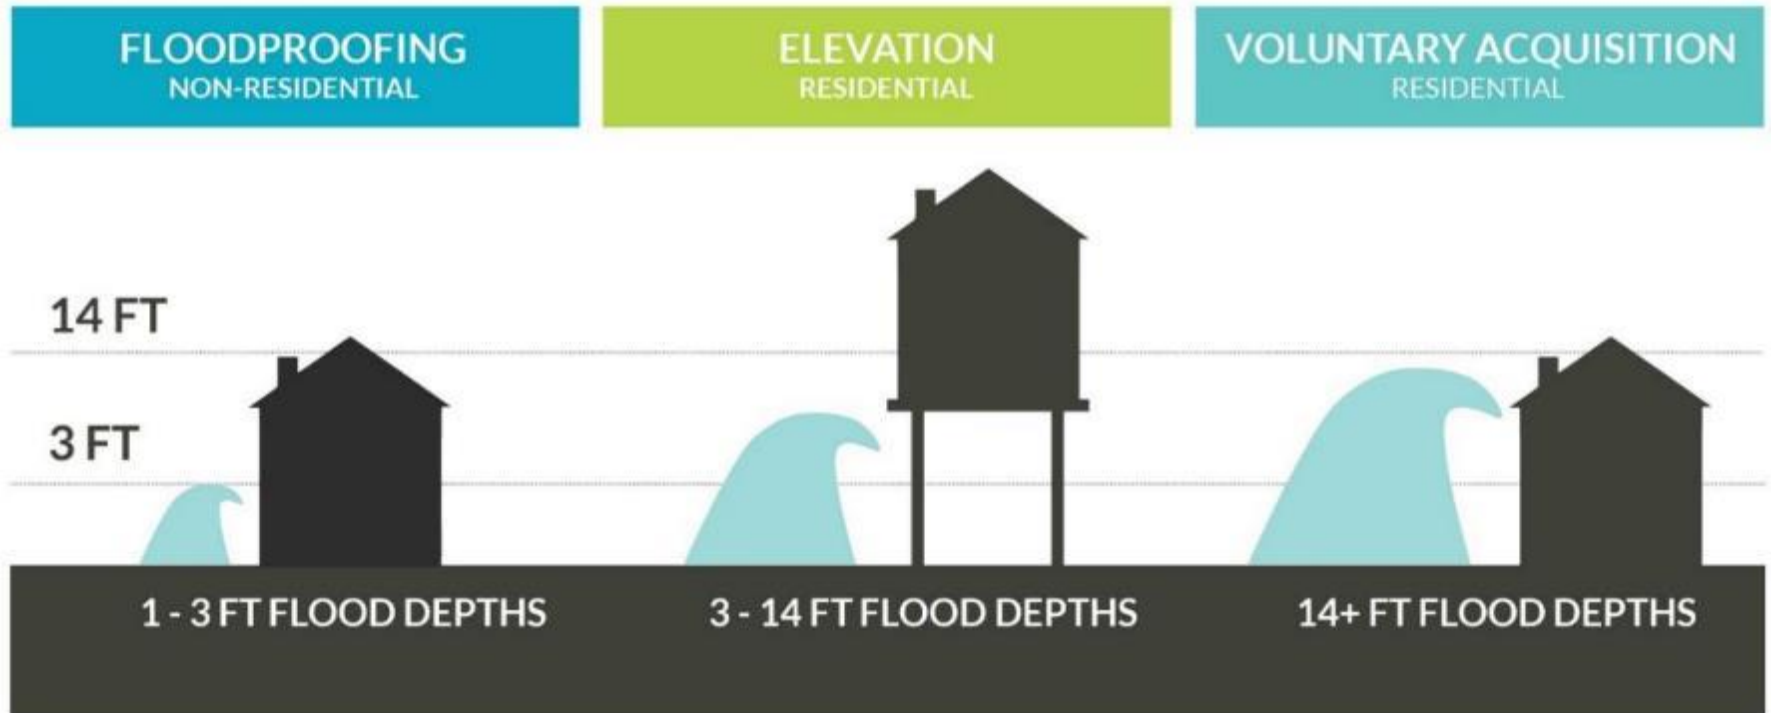 FLOODPROOFING
NON-RESIDENTIAL
ELEVATION
RESIDENTIAL
VOLUNTARY ACQUISITION
RESIDENTIAL
14 FT
3 FT
1 - 3 FT FLOOD DEPTHS
3 - 14 FT FLOOD DEPTHS
14+ FT FLOOD DEPTHS